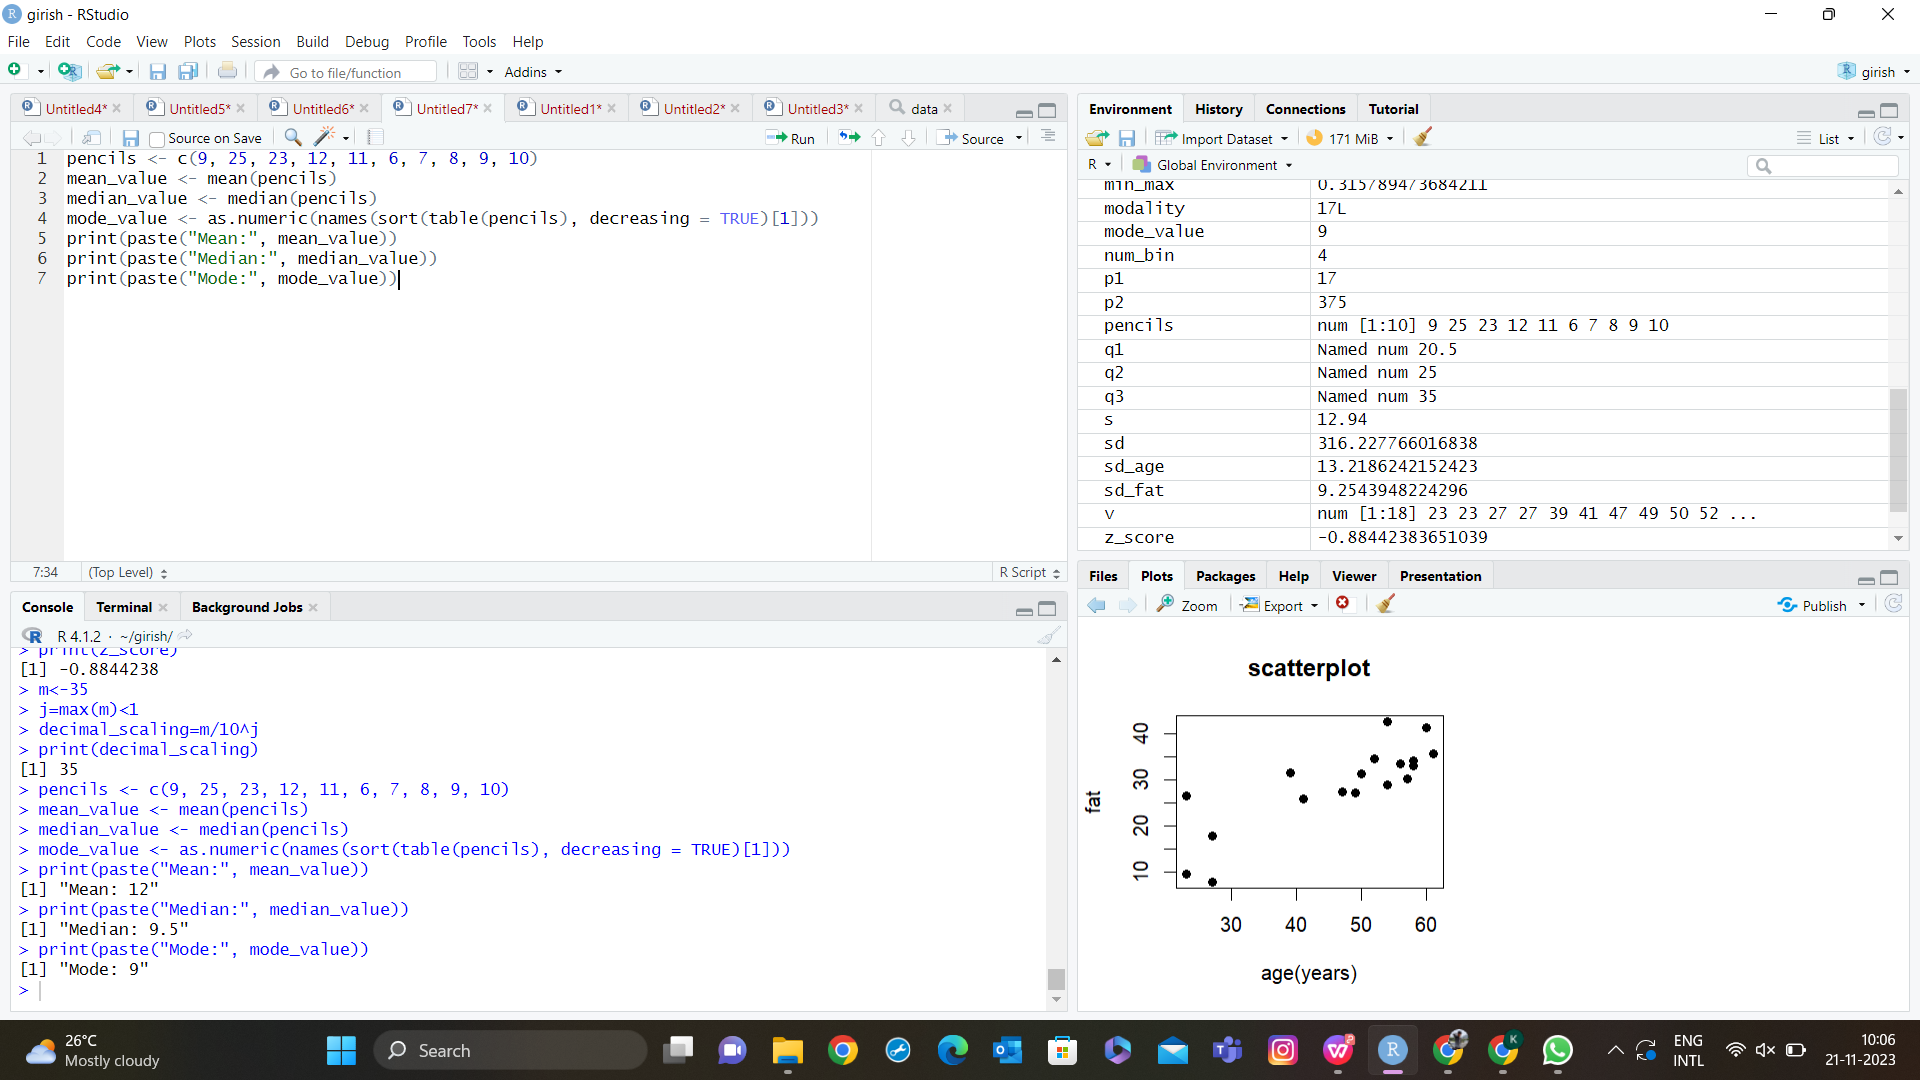 girish - RStudio
File Edit Code View Plots Session Build Debug Profile Tools Help
Go to file/function Addins girish
Untitled4* Untitled5* Untitled6* Untitled7* Untitled1* Untitled2* Untitled3* data
Source on Save Run Source
1 pencils <- c(9, 25, 23, 12, 11, 6, 7, 8, 9, 10)
2 mean_value <- mean(pencils)
3 median_value <- median(pencils)
4 mode_value <- as.numeric(names(sort(table(pencils), decreasing = TRUE)[1]))
5 print(paste("Mean:", mean_value))
6 print(paste("Median:", median_value))
7 print(paste("Mode:", mode_value))
7:34 (Top Level) R Script
Console Terminal Background Jobs
R 4.1.2 · ~/girish/
> print(z_score)
[1] -0.8844238
> m<-35
> j=max(m)<1
> decimal_scaling=m/10^j
> print(decimal_scaling)
[1] 35
> pencils <- c(9, 25, 23, 12, 11, 6, 7, 8, 9, 10)
> mean_value <- mean(pencils)
> median_value <- median(pencils)
> mode_value <- as.numeric(names(sort(table(pencils), decreasing = TRUE)[1]))
> print(paste("Mean:", mean_value))
[1] "Mean: 12"
> print(paste("Median:", median_value))
[1] "Median: 9.5"
> print(paste("Mode:", mode_value))
[1] "Mode: 9"
>
Environment History Connections Tutorial
Import Dataset 171 MiB List
R Global Environment
min_max 0.315789473684211
modality 17L
mode_value 9
num_bin 4
p1 17
p2 375
pencils num [1:10] 9 25 23 12 11 6 7 8 9 10
q1 Named num 20.5
q2 Named num 25
q3 Named num 35
s 12.94
sd 316.227766016838
sd_age 13.2186242152423
sd_fat 9.2543948224296
v num [1:18] 23 23 27 27 39 41 47 49 50 52 ...
z_score -0.88442383651039
Files Plots Packages Help Viewer Presentation
Zoom Export Publish
scatterplot
fat
40
30
20
10
30 40 50 60
age(years)
26°C
Mostly cloudy
Search
ENG
INTL
10:06
21-11-2023